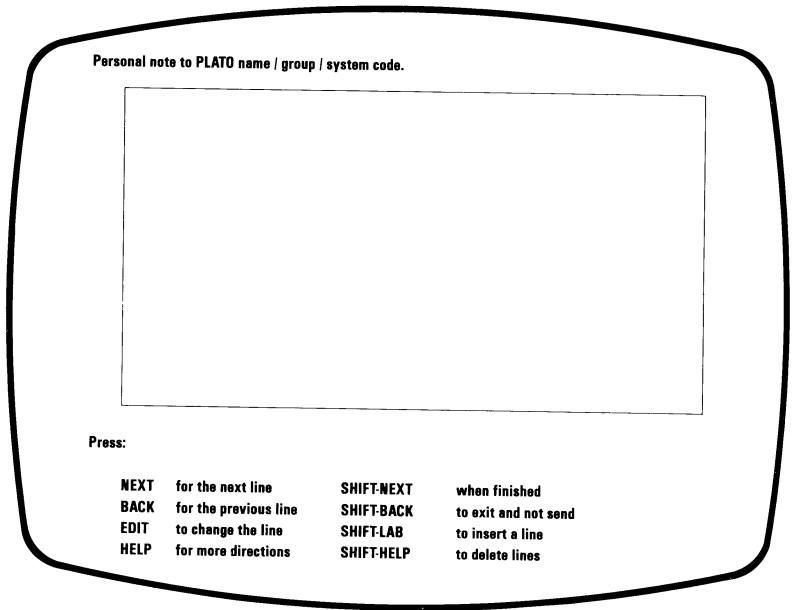 Personal note to PLATO name / group / system code.
Press:
NEXT for the next line SHIFT-NEXT when finished
BACK for the previous line SHIFT-BACK to exit and not send
EDIT to change the line SHIFT-LAB to insert a line
HELP for more directions SHIFT-HELP to delete lines